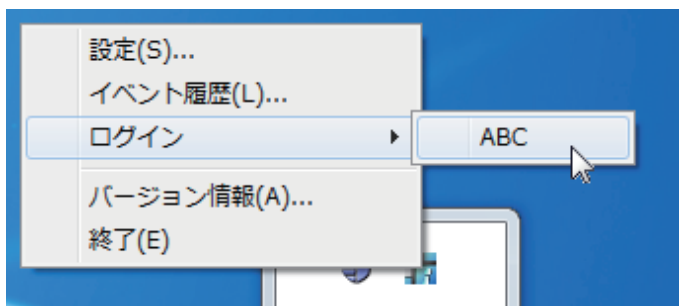 設定(S)...
イベント履歴(L)...
ログイン
ABC
バージョン情報(A)...
終了(E)